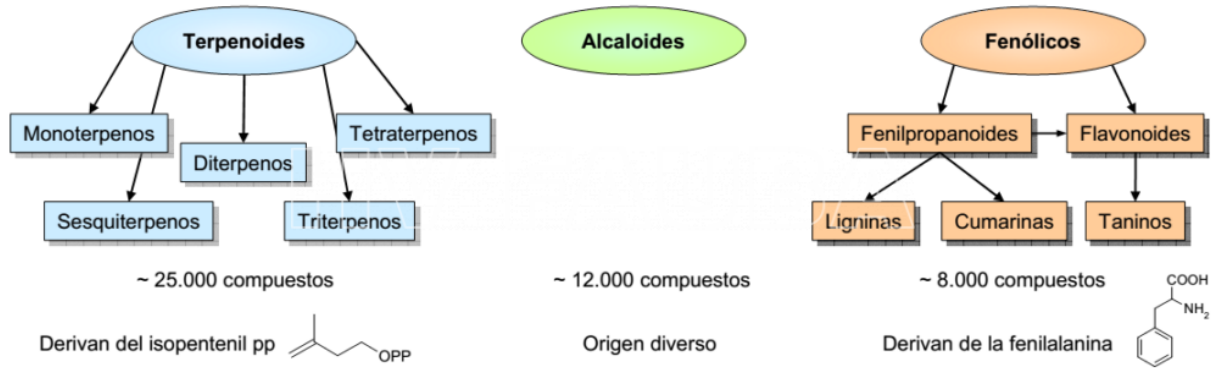 Terpenoides
Alcaloides
Fenólicos
Monoterpenos
Tetraterpenos
Diterpenos
Sesquiterpenos
Triterpenos
Fenilpropanoides
Flavonoides
Ligninas
Cumarinas
Taninos
~ 25.000 compuestos
~ 12.000 compuestos
~ 8.000 compuestos
Derivan del isopentenil pp
OPP
Origen diverso
Derivan de la fenilalanina
COOH
NH₂